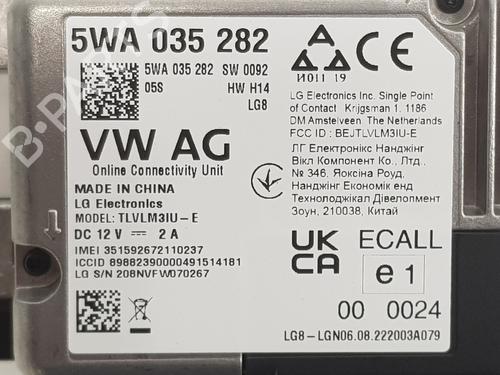 5WA 035 282
5WA 035 282 SW 0092
05S HW H14
LG8
VW AG
Online Connectivity Unit
MADE IN CHINA
LG Electronics
MODEL: TLVLM3IU-E
DC 12 V ⎓ 2 A
IMEI 351592672110237
ICCID 89882390000491514181
LG S/N 208NVFW070267
CE
И011 19
LG Electronics Inc. Single Point
of Contact Krijgsman 1. 1186
DM Amstelveen The Netherlands
FCC ID : BEJTLVLM3IU-E
ЛГ Електронікс Нанджінг
Вікл Компонент Ко., Лтд.,
No. 346, Яоксіна Роуд,
Нанджінг Економік енд
Технолоджікал Дівелопмент
Зоун, 210038, Китай
UK
CA
ECALL
e1
00 0024
LG8-LGN06.08.222003A079